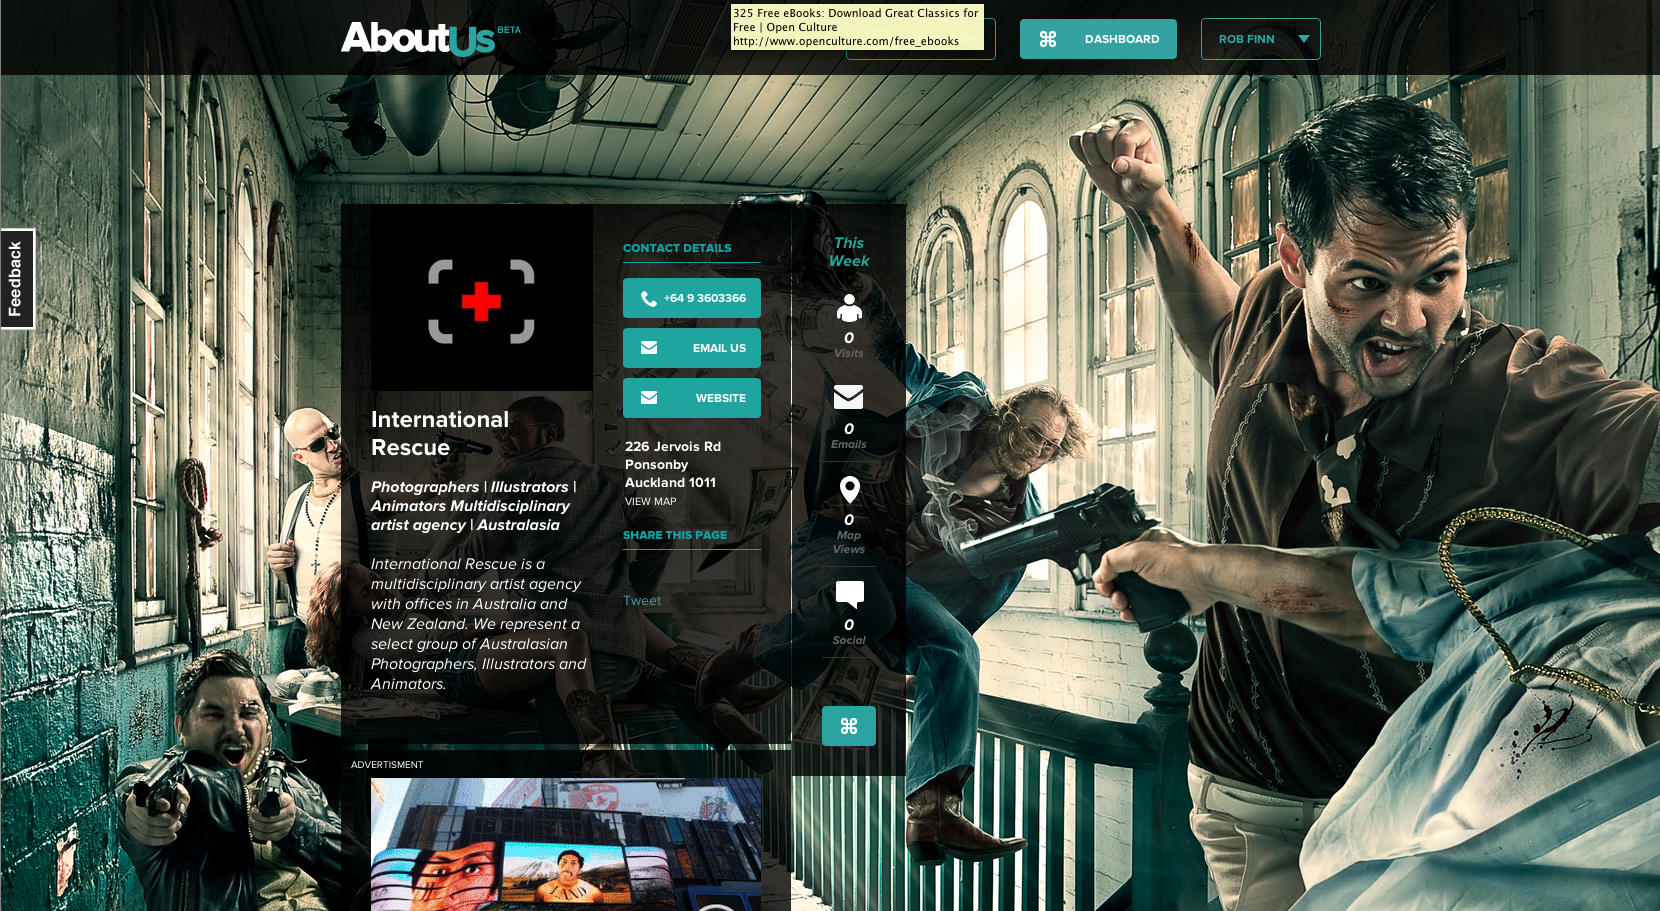 AboutUs BETA
325 Free eBooks: Download Great Classics for
Free | Open Culture
http://www.openculture.com/free_ebooks
DASHBOARD
ROB FINN
Feedback
International
Rescue
Photographers | Illustrators |
Animators Multidisciplinary
artist agency | Australasia
International Rescue is a
multidisciplinary artist agency
with offices in Australia and
New Zealand. We represent a
select group of Australasian
Photographers, Illustrators and
Animators.
CONTACT DETAILS
+64 9 3603366
EMAIL US
WEBSITE
226 Jervois Rd
Ponsonby
Auckland 1011
VIEW MAP
SHARE THIS PAGE
Tweet
This
Week
0
Visits
0
Emails
0
Map
Views
0
Social
ADVERTISMENT